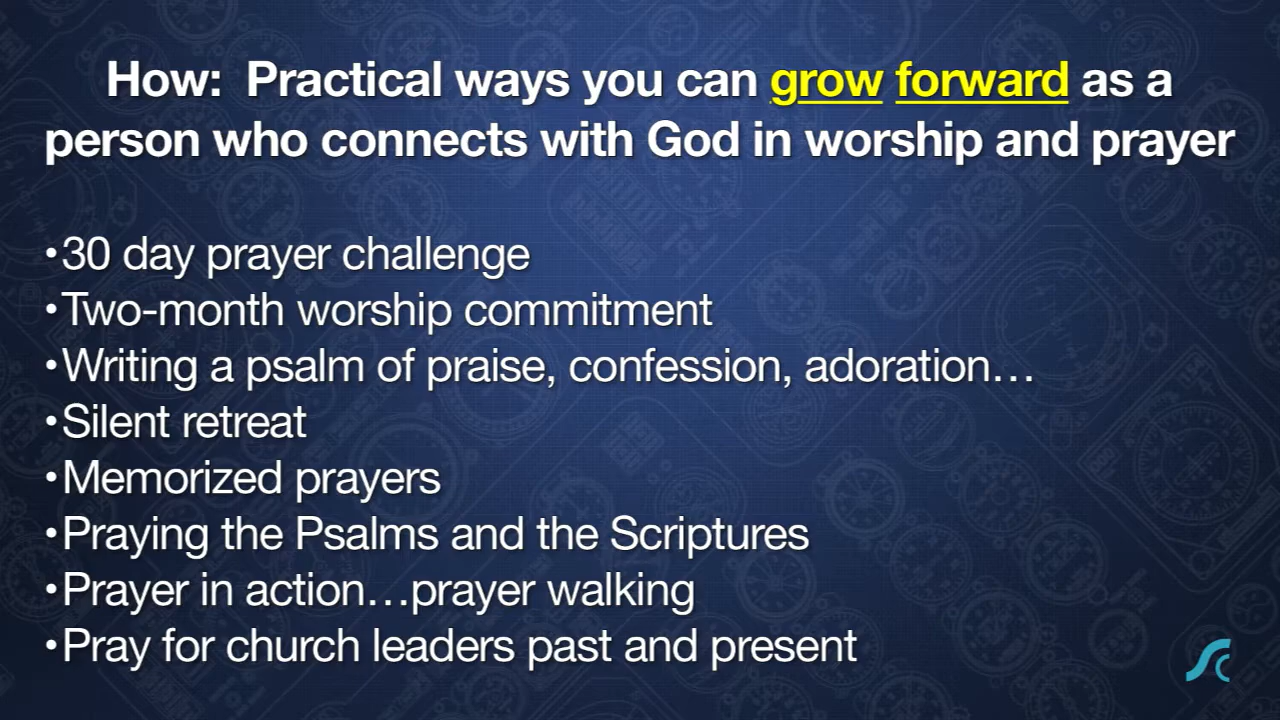 How:  Practical ways you can grow forward as a
person who connects with God in worship and prayer
•30 day prayer challenge
•Two-month worship commitment
•Writing a psalm of praise, confession, adoration…
•Silent retreat
•Memorized prayers
•Praying the Psalms and the Scriptures
•Prayer in action…prayer walking
•Pray for church leaders past and present